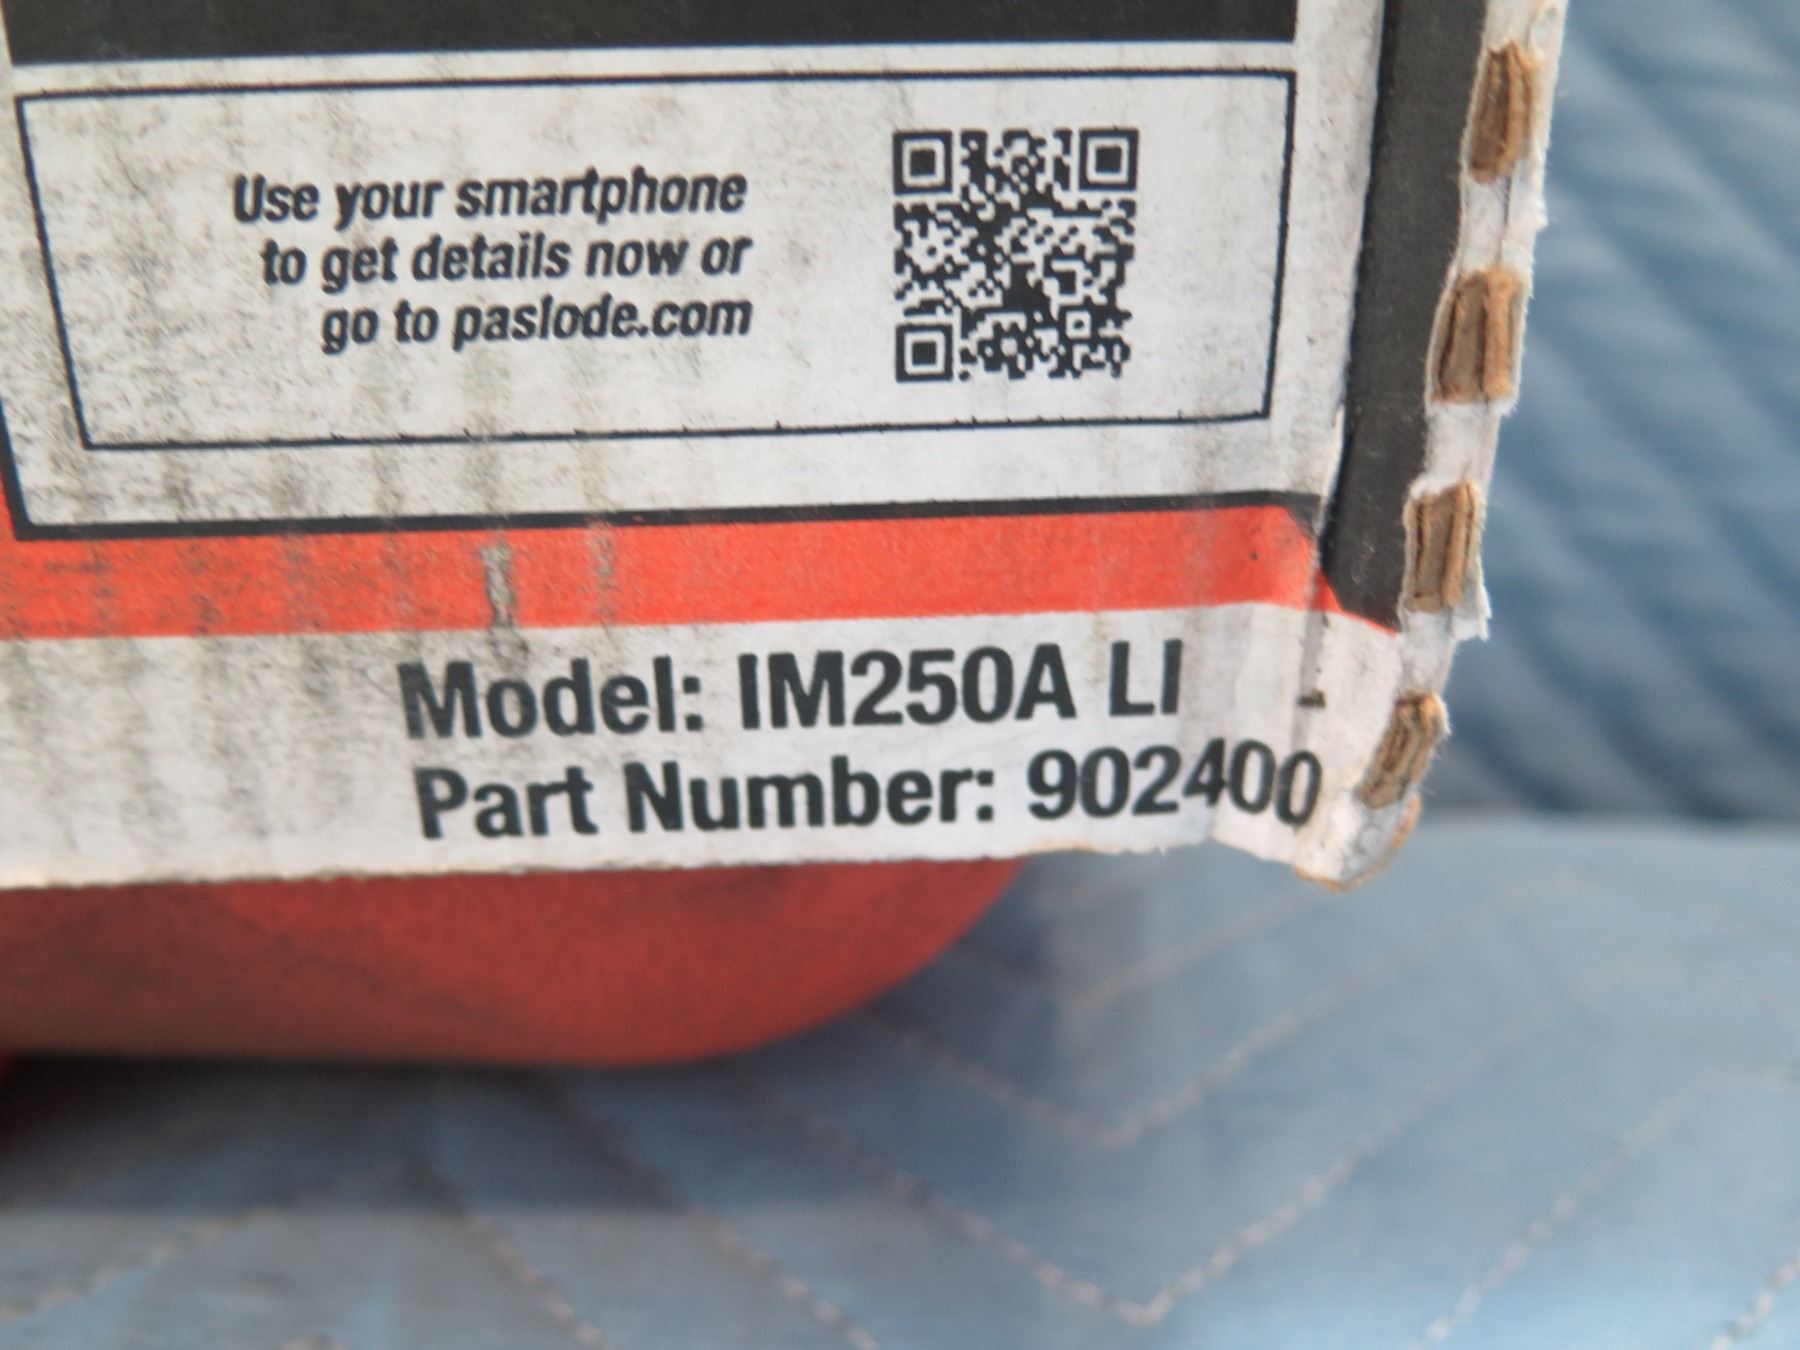 Use your smartphone
to get details now or
go to paslode.com
Model: IM250A LI
Part Number: 902400